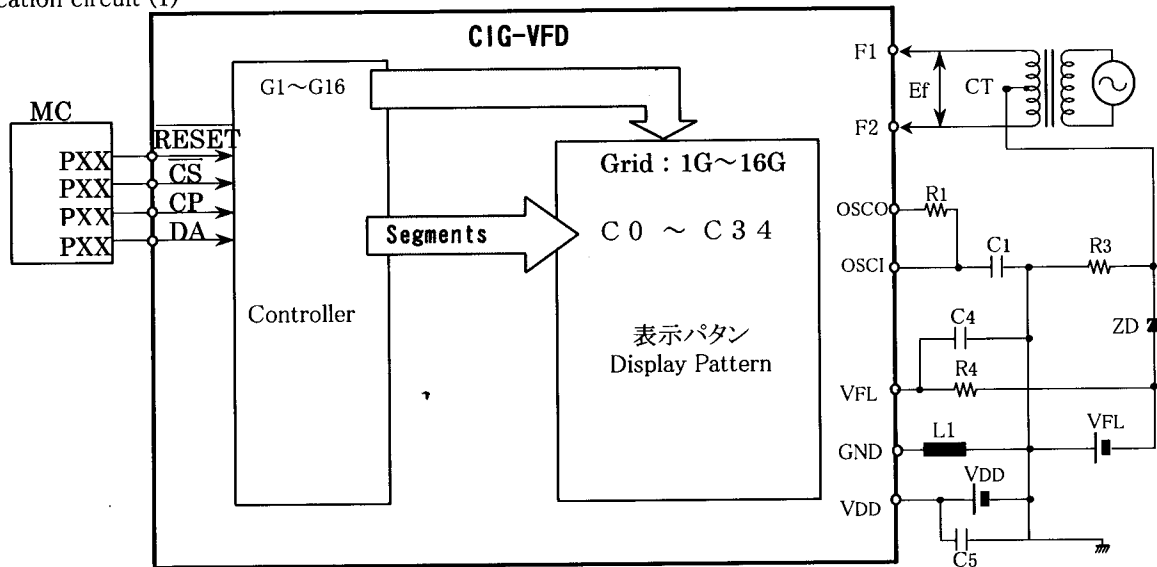 cation circuit (1)
CIG-VFD
G1～G16
MC
PXX
PXX
PXX
PXX
RESET
CS
CP
DA
Controller
Segments
Grid : 1G～16G
C0 ～ C34
表示パタン
Display Pattern
F1
F2
Ef
CT
OSCO
R1
OSCI
C1
R3
C4
ZD
VFL
R4
VFL
GND
L1
VDD
VDD
C5